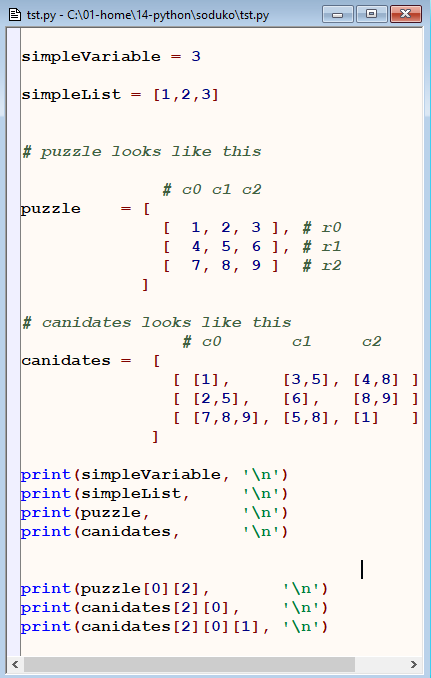 tst.py - C:\01-home\14-python\soduko\tst.py
simpleVariable = 3
simpleList = [1,2,3]
# puzzle looks like this
# c0 c1 c2
puzzle    = [
[  1, 2, 3 ], # r0
[  4, 5, 6 ], # r1
[  7, 8, 9 ]  # r2
]
# canidates looks like this
# c0       c1     c2
canidates =  [
[ [1],     [3,5], [4,8] ]
[ [2,5],   [6],   [8,9] ]
[ [7,8,9], [5,8], [1]   ]
]
print(simpleVariable, '\n')
print(simpleList,     '\n')
print(puzzle,         '\n')
print(canidates,      '\n')
print(puzzle[0][2],       '\n')
print(canidates[2][0],    '\n')
print(canidates[2][0][1], '\n')